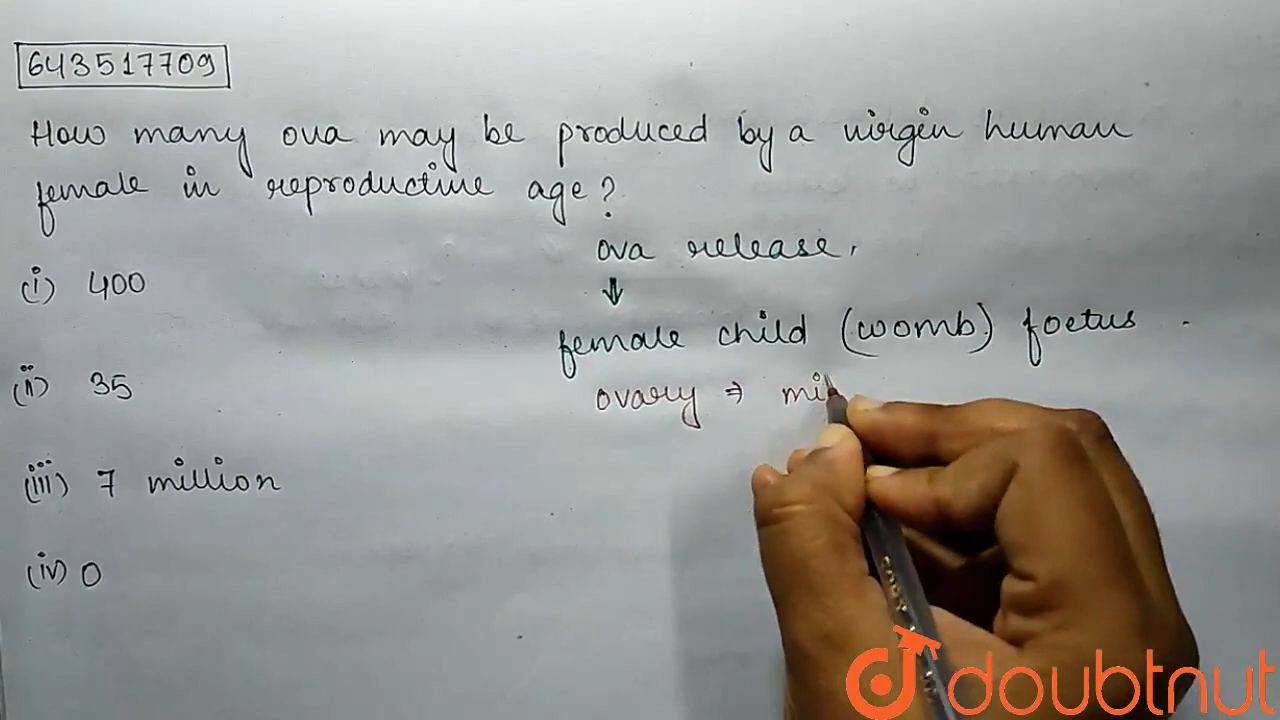 643517709
How many ova may be produced by a virgin human
female in reproductive age?
ova release,
↓
(i) 400
female child (womb) foetus .
(ii) 35
ovary ⇒ mi
(iii) 7 million
(iv) 0
doubtnut